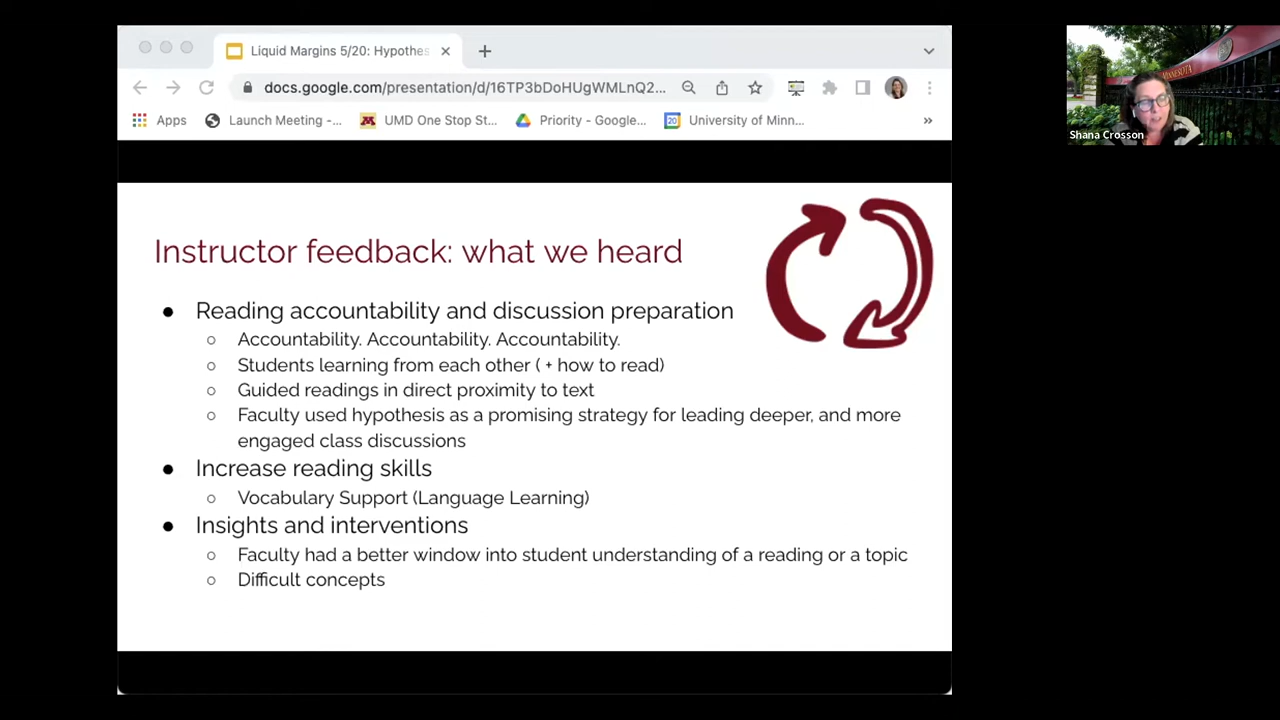 Liquid Margins 5/20: Hypothes
docs.google.com/presentation/d/16TP3bDoHUgWMLnQ2...
Apps
Launch Meeting -...
UMD One Stop St...
Priority - Google...
20
University of Minn...
»
MINNESOTA
Shana Crosson
Instructor feedback: what we heard
● Reading accountability and discussion preparation
○ Accountability. Accountability. Accountability.
○ Students learning from each other ( + how to read)
○ Guided readings in direct proximity to text
○ Faculty used hypothesis as a promising strategy for leading deeper, and more
engaged class discussions
● Increase reading skills
○ Vocabulary Support (Language Learning)
● Insights and interventions
○ Faculty had a better window into student understanding of a reading or a topic
○ Difficult concepts